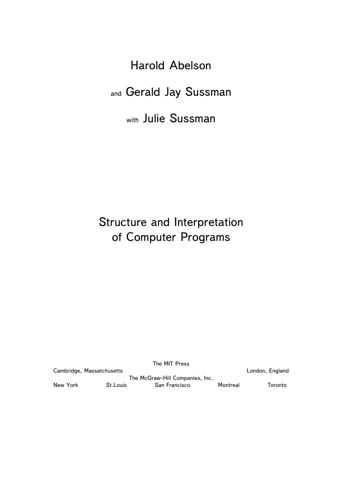 Harold Abelson
and Gerald Jay Sussman
with Julie Sussman
Structure and Interpretation
of Computer Programs
The MIT Press
Cambridge, Massatchusetts London, England
The McGraw-Hill Companies, Inc.
New York St.Louis San Francisco Montreal Toronto